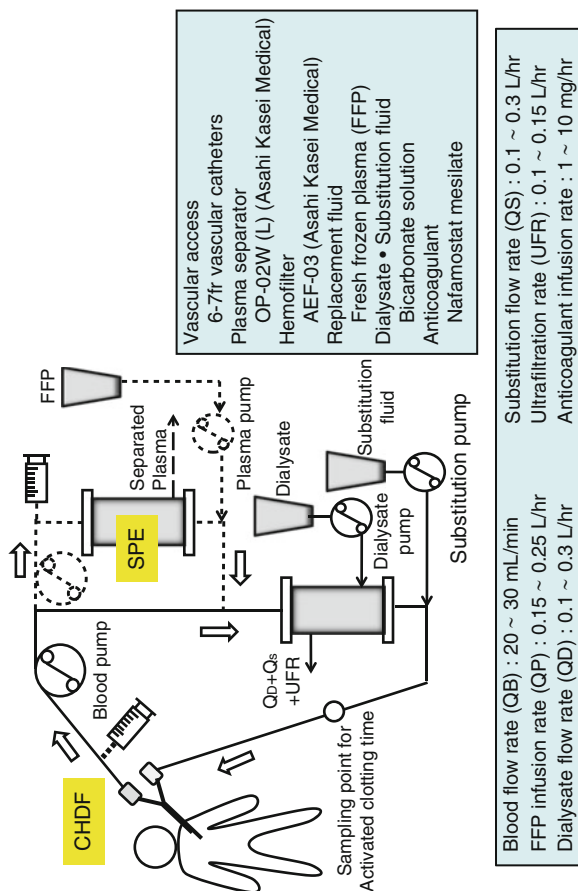 CHDF
Blood pump
SPE
FFP
Separated
Plasma
Plasma pump
Dialysate
Dialysate
pump
Substitution
fluid
Substitution pump
QD+Qs
+UFR
Sampling point for
Activated clotting time
Vascular access
6-7fr vascular catheters
Plasma separator
OP-02W (L) (Asahi Kasei Medical)
Hemofilter
AEF-03 (Asahi Kasei Medical)
Replacement fluid
Fresh frozen plasma (FFP)
Dialysate • Substitution fluid
Bicarbonate solution
Anticoagulant
Nafamostat mesilate
Blood flow rate (QB) : 20 ~ 30 mL/min
FFP infusion rate (QP) : 0.15 ~ 0.25 L/hr
Dialysate flow rate (QD) : 0.1 ~ 0.3 L/hr
Substitution flow rate (QS) : 0.1 ~ 0.3 L/hr
Ultrafiltration rate (UFR) : 0.1 ~ 0.15 L/hr
Anticoagulant infusion rate : 1 ~ 10 mg/hr